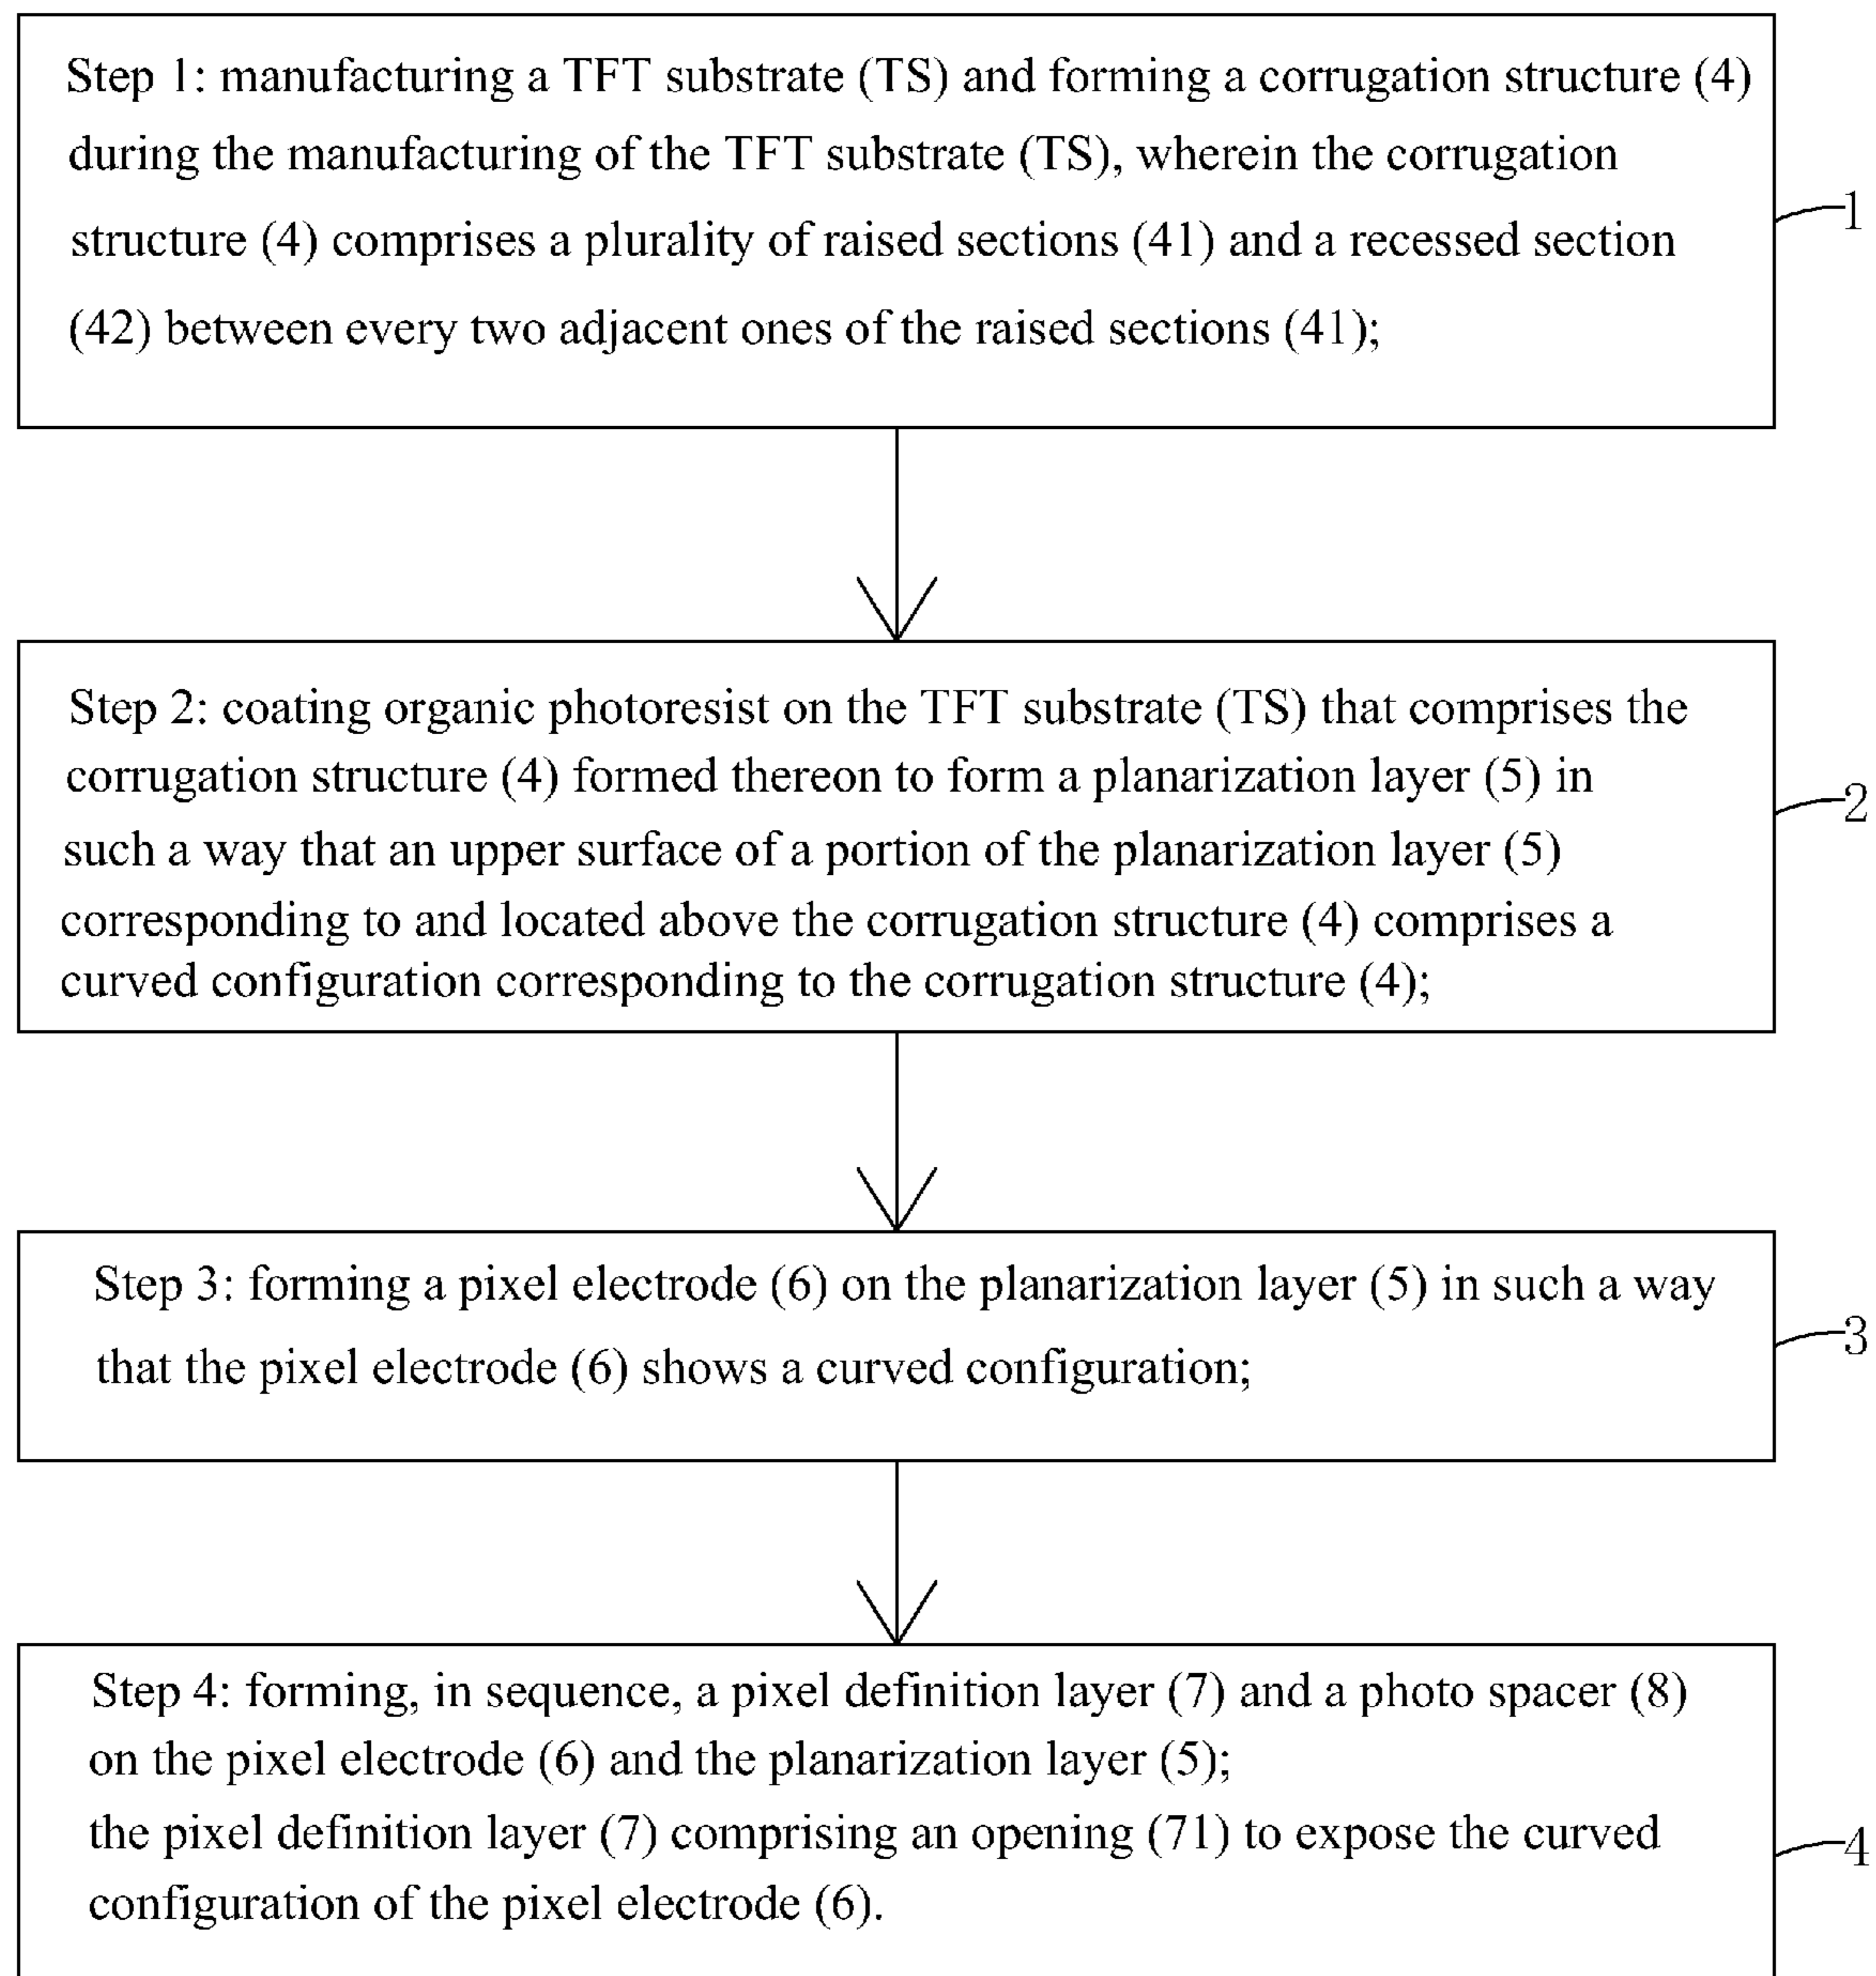 Step 1: manufacturing a TFT substrate (TS) and forming a corrugation structure (4)
during the manufacturing of the TFT substrate (TS), wherein the corrugation
structure (4) comprises a plurality of raised sections (41) and a recessed section
(42) between every two adjacent ones of the raised sections (41);
1
Step 2: coating organic photoresist on the TFT substrate (TS) that comprises the
corrugation structure (4) formed thereon to form a planarization layer (5) in
such a way that an upper surface of a portion of the planarization layer (5)
corresponding to and located above the corrugation structure (4) comprises a
curved configuration corresponding to the corrugation structure (4);
2
Step 3: forming a pixel electrode (6) on the planarization layer (5) in such a way
that the pixel electrode (6) shows a curved configuration;
3
Step 4: forming, in sequence, a pixel definition layer (7) and a photo spacer (8)
on the pixel electrode (6) and the planarization layer (5);
the pixel definition layer (7) comprising an opening (71) to expose the curved
configuration of the pixel electrode (6).
4